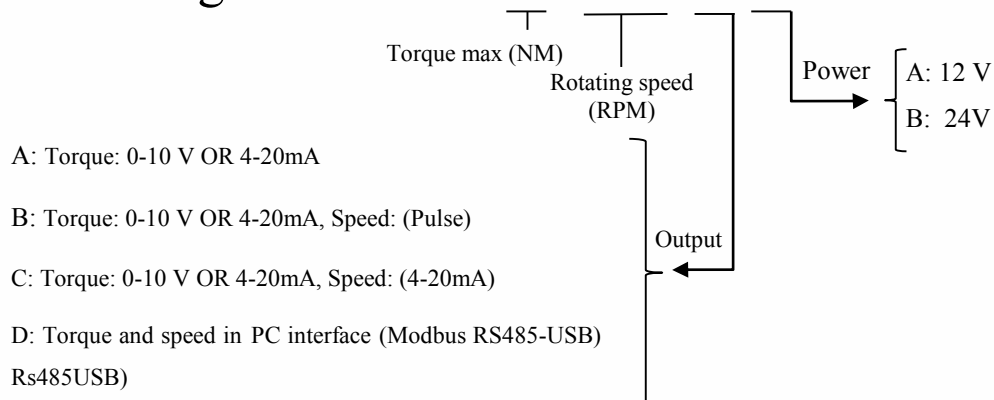 Torque max (NM)
Rotating speed
(RPM)
Power
A: 12 V
B: 24V
A: Torque: 0-10 V OR 4-20mA
B: Torque: 0-10 V OR 4-20mA, Speed: (Pulse)
Output
C: Torque: 0-10 V OR 4-20mA, Speed: (4-20mA)
D: Torque and speed in PC interface (Modbus RS485-USB)
Rs485USB)